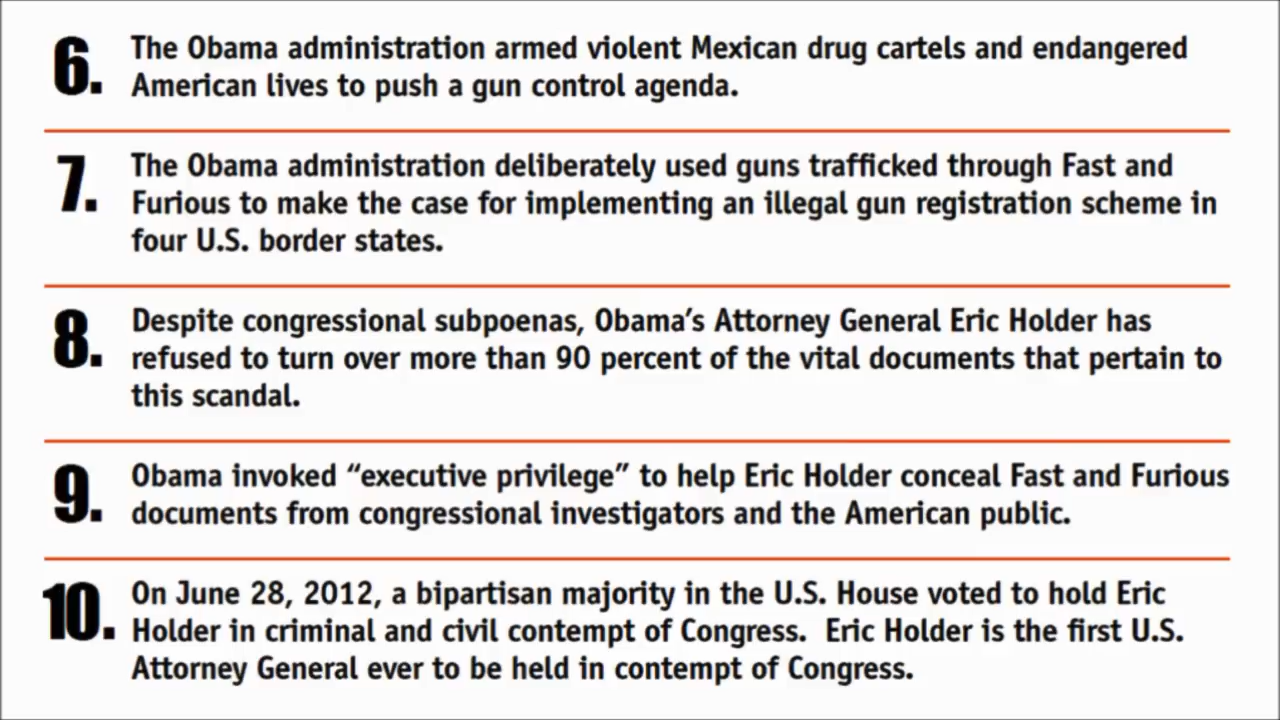 6. The Obama administration armed violent Mexican drug cartels and endangered
American lives to push a gun control agenda.
7. The Obama administration deliberately used guns trafficked through Fast and
Furious to make the case for implementing an illegal gun registration scheme in
four U.S. border states.
8. Despite congressional subpoenas, Obama’s Attorney General Eric Holder has
refused to turn over more than 90 percent of the vital documents that pertain to
this scandal.
9. Obama invoked “executive privilege” to help Eric Holder conceal Fast and Furious
documents from congressional investigators and the American public.
10. On June 28, 2012, a bipartisan majority in the U.S. House voted to hold Eric
Holder in criminal and civil contempt of Congress.  Eric Holder is the first U.S.
Attorney General ever to be held in contempt of Congress.